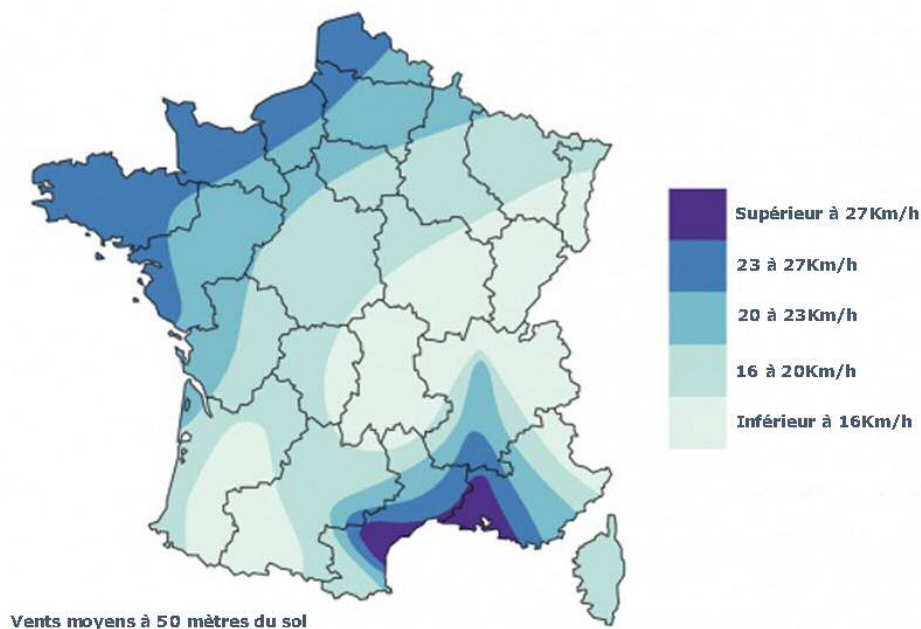 Supérieur à 27Km/h
23 à 27Km/h
20 à 23Km/h
16 à 20Km/h
Inférieur à 16Km/h
Vents moyens à 50 mètres du sol